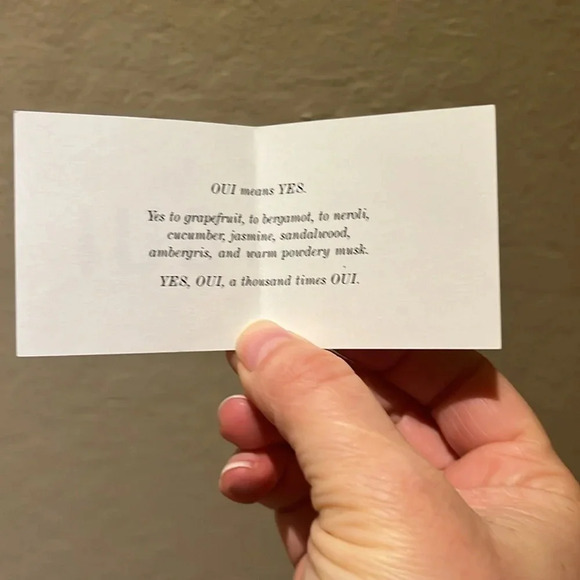 OUI means YES.
Yes to grapefruit, to bergamot, to neroli,
cucumber, jasmine, sandalwood,
ambergris, and warm powdery musk.
YES, OUI, a thousand times OUI.